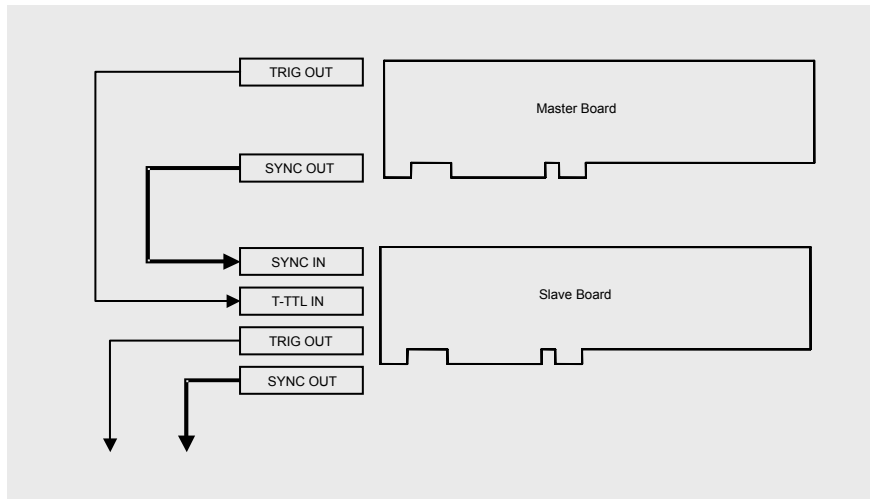 TRIG OUT
Master Board
SYNC OUT
SYNC IN
T-TTL IN
Slave Board
TRIG OUT
SYNC OUT